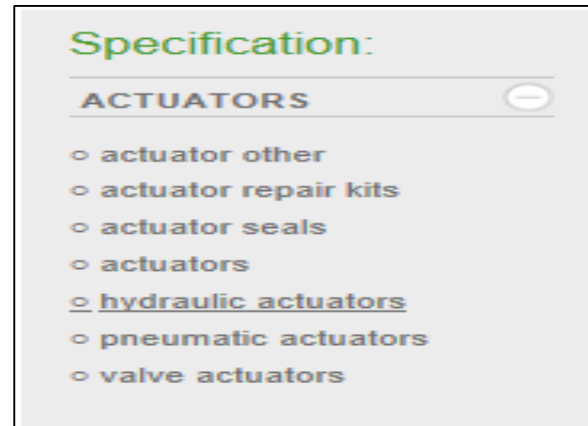 Specification:
ACTUATORS
actuator other
actuator repair kits
actuator seals
actuators
hydraulic actuators
pneumatic actuators
valve actuators